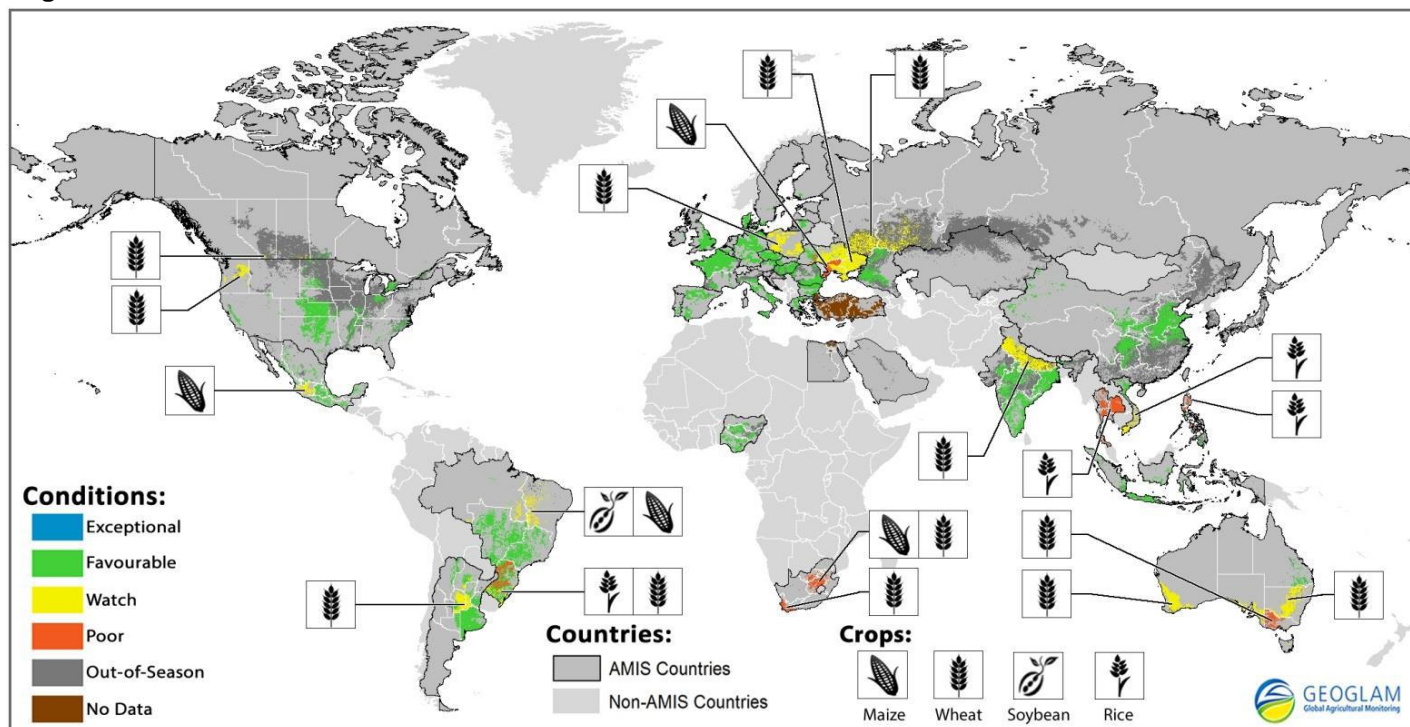 Conditions:
Exceptional
Favourable
Watch
Poor
Out-of-Season
No Data
Countries:
AMIS Countries
Non-AMIS Countries
Crops:
Maize
Wheat
Soybean
Rice
GEOGLAM
Global Agricultural Monitoring